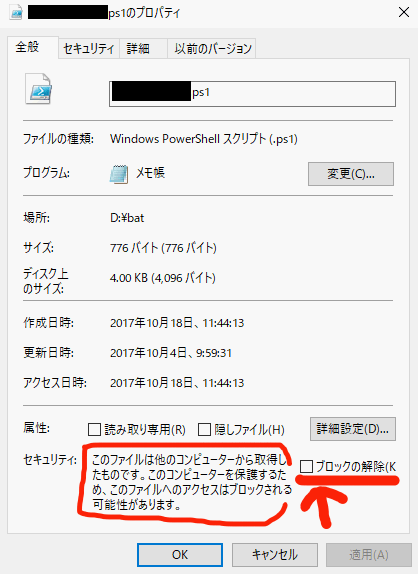 ps1のプロパティ
全般 セキュリティ 詳細 以前のバージョン
ps1
ファイルの種類: Windows PowerShell スクリプト (.ps1)
プログラム: メモ帳 変更(C)...
場所: D:¥bat
サイズ: 776 バイト (776 バイト)
ディスク上
のサイズ: 4.00 KB (4,096 バイト)
作成日時: 2017年10月18日、11:44:13
更新日時: 2017年10月4日、9:59:31
アクセス日時: 2017年10月18日、11:44:13
属性: 読み取り専用(R) 隠しファイル(H) 詳細設定(D)...
セキュリティ: このファイルは他のコンピューターから取得し
たものです。このコンピューターを保護するた
め、このファイルへのアクセスはブロックされる
可能性があります。
ブロックの解除(K
OK キャンセル 適用(A)